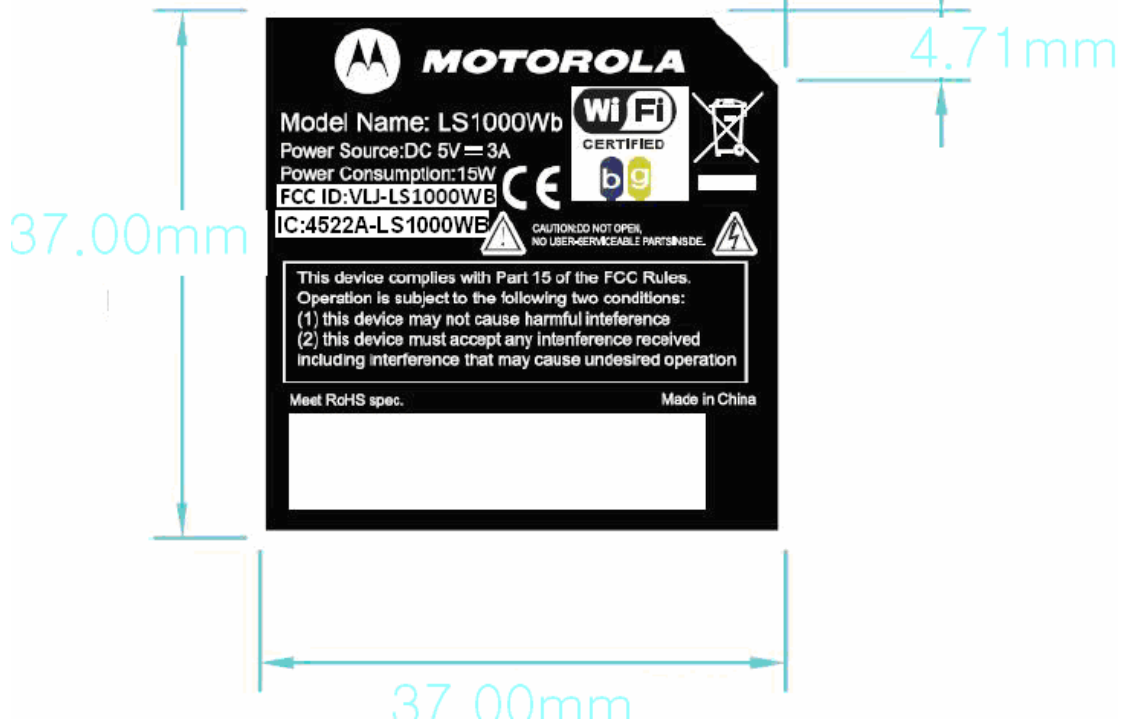 MOTOROLA
4.71mm
Model Name: LS1000Wb
Wi Fi
CERTIFIED
b g
Power Source:DC 5V 3A
Power Consumption:15W
CE
FCC ID:VLJ-LS1000WB
IC:4522A-LS1000WB
CAUTION:DO NOT OPEN,
NO USER-SERVICEABLE PARTS INSIDE.
37.00mm
This device complies with Part 15 of the FCC Rules.
Operation is subject to the following two conditions:
(1) this device may not cause harmful inteference
(2) this device must accept any intenference received
including interference that may cause undesired operation
Meet RoHS spec.
Made in China
37.00mm